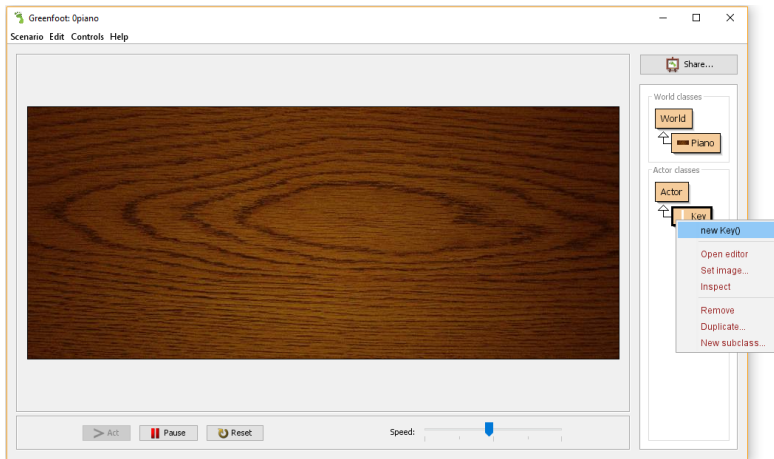 Greenfoot: 0piano
Scenario Edit Controls Help
Share...
World classes
World
Piano
Actor classes
Actor
Key
new Key()
Open editor
Set image...
Inspect
Remove
Duplicate...
New subclass...
Act
Pause
Reset
Speed: